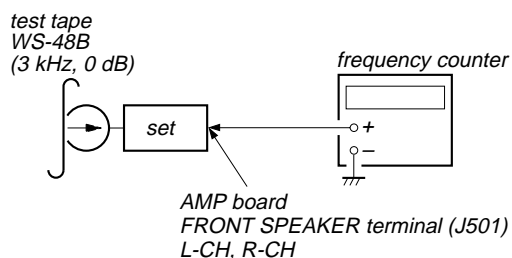 test tape
WS-48B
(3 kHz, 0 dB)
frequency counter
set
+
–
AMP board
FRONT SPEAKER terminal (J501)
L-CH, R-CH